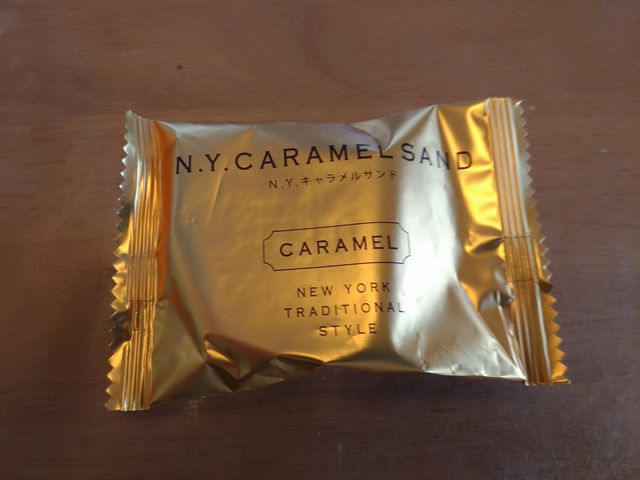 N.Y.CARAMEL SAND
N.Y.キャラメルサンド
CARAMEL
NEW YORK
TRADITIONAL
STYLE